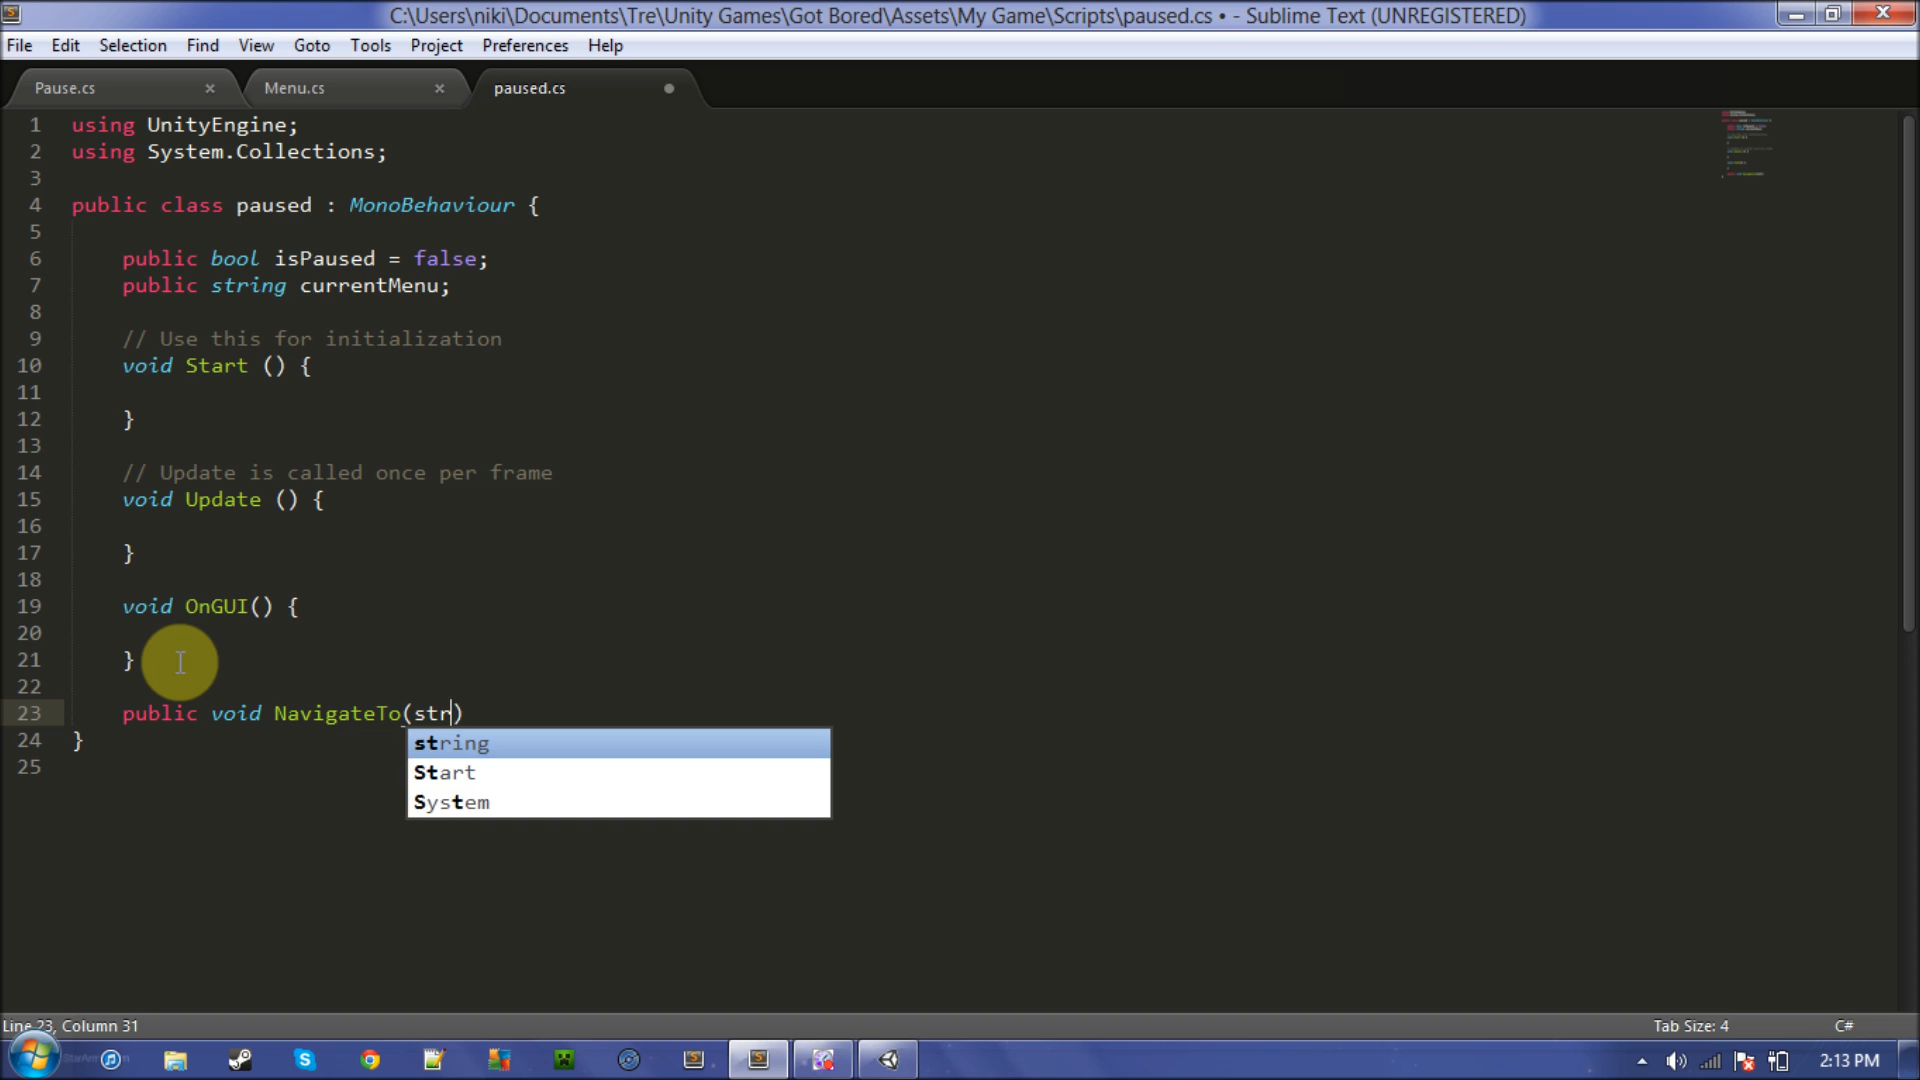 C:\Users\niki\Documents\Tre\Unity Games\Got Bored\Assets\My Game\Scripts\paused.cs • - Sublime Text (UNREGISTERED)
File Edit Selection Find View Goto Tools Project Preferences Help
Pause.cs × Menu.cs × paused.cs
1 using UnityEngine;
2 using System.Collections;
3
4 public class paused : MonoBehaviour {
5
6 public bool isPaused = false;
7 public string currentMenu;
8
9 // Use this for initialization
10 void Start () {
11
12 }
13
14 // Update is called once per frame
15 void Update () {
16
17 }
18
19 void OnGUI() {
20
21 }
22
23 public void NavigateTo(str)
string
24 }
Start
25
System
Line 23, Column 31 Tab Size: 4 C#
2:13 PM